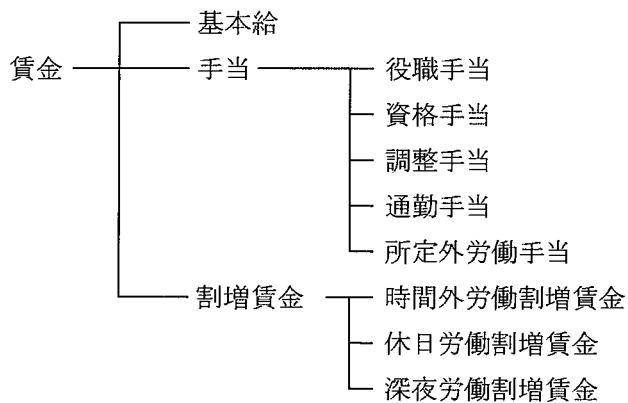 基本給
賃金 手当 役職手当
資格手当
調整手当
通勤手当
所定外労働手当
割増賃金 時間外労働割増賃金
休日労働割増賃金
深夜労働割増賃金